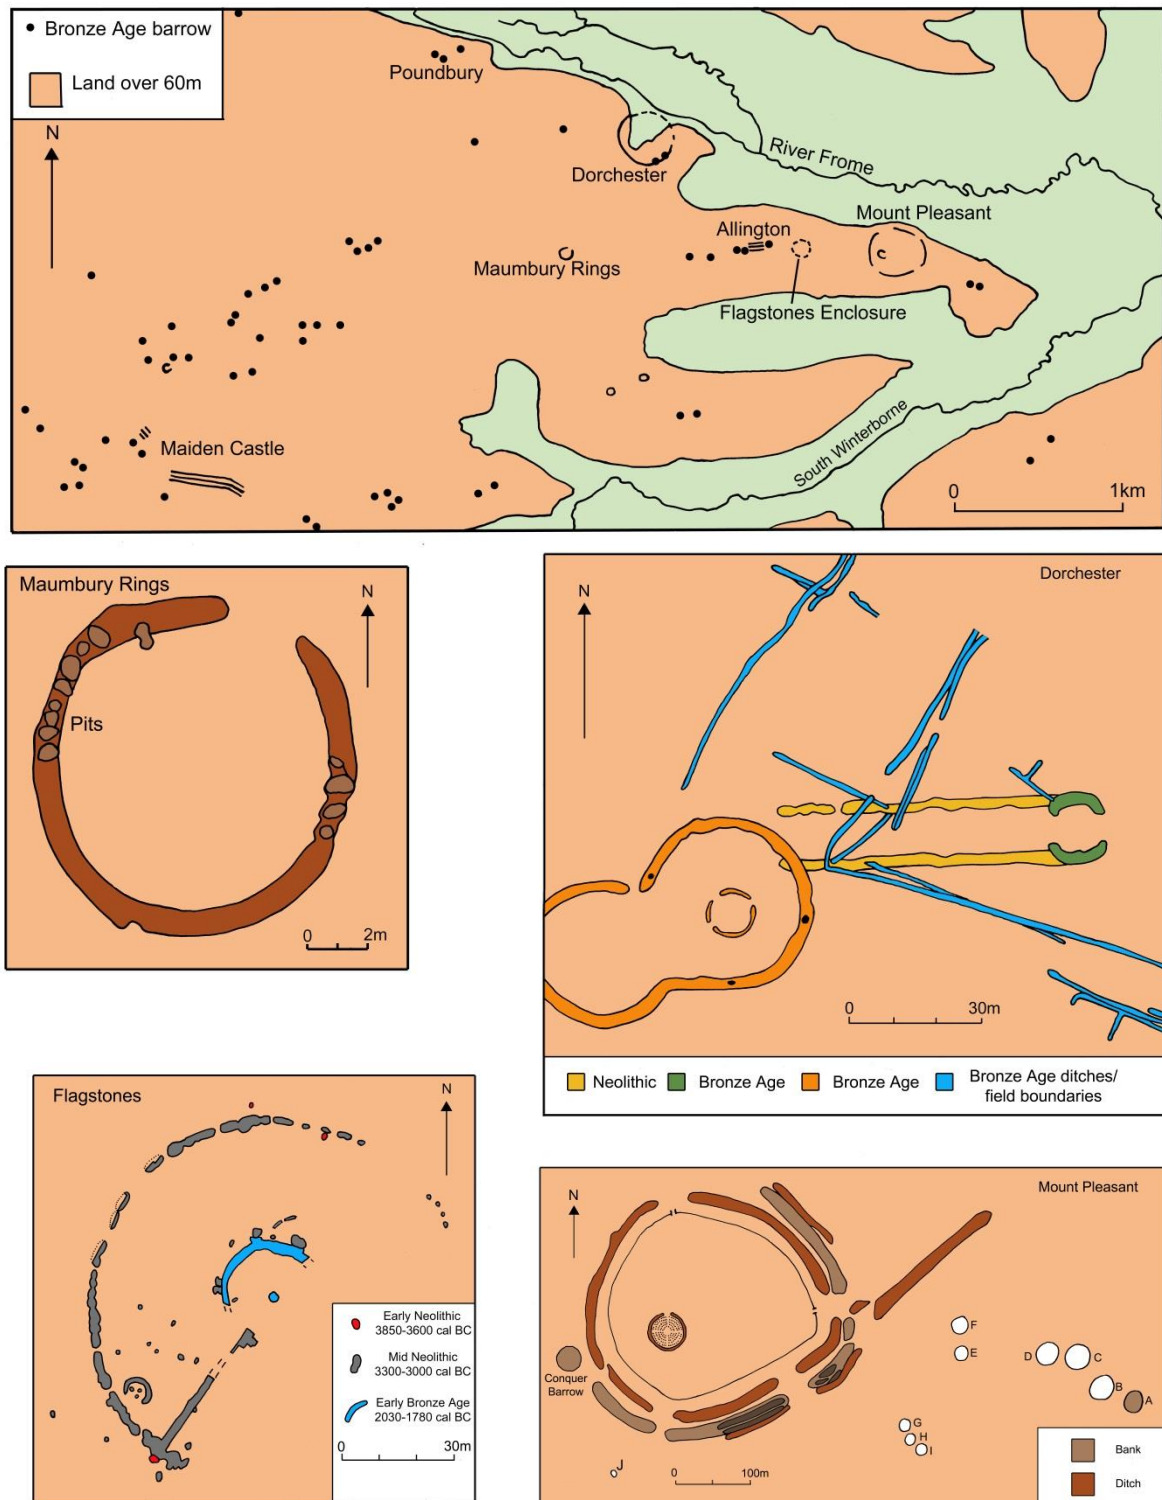 Bronze Age barrow
Land over 60m
N
Poundbury
Dorchester
River Frome
Mount Pleasant
Allington
Maumbury Rings
Flagstones Enclosure
Maiden Castle
South Winterborne
0 1km
Maumbury Rings
N
Pits
0 2m
Dorchester
N
0 30m
Neolithic Bronze Age Bronze Age Bronze Age ditches/
field boundaries
Flagstones
N
Early Neolithic
3850-3600 cal BC
Mid Neolithic
3300-3000 cal BC
Early Bronze Age
2030-1780 cal BC
0 30m
Mount Pleasant
N
Conquer
Barrow
F
E
D
C
B
A
G
H
I
J
0 100m
Bank
Ditch